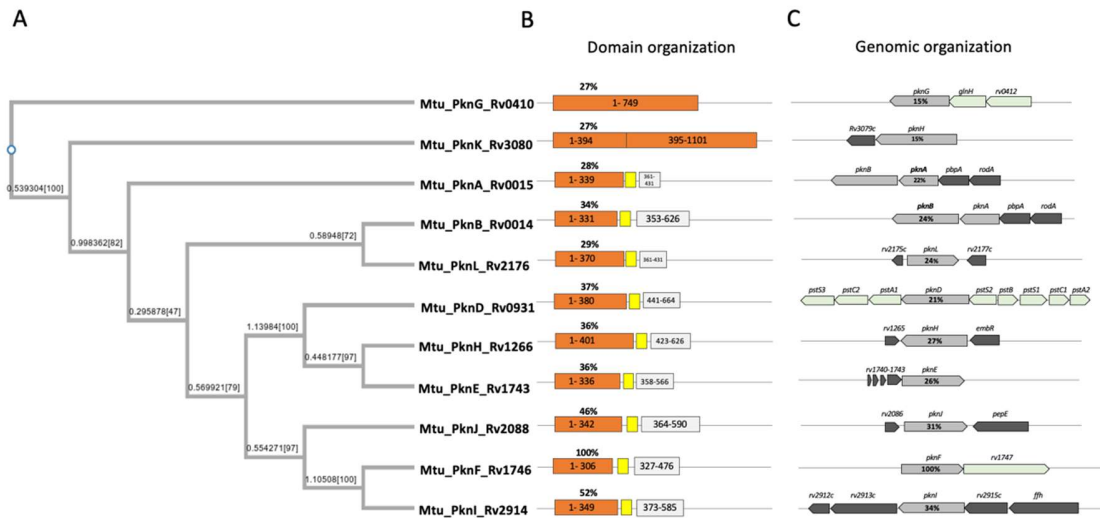 A
B
C
Domain organization
Genomic organization
Mtu_PknG_Rv0410
27%
1- 749
pknG
glnH
rv0412
15%
Mtu_PknK_Rv3080
27%
1-394
395-1101
Rv3079c
pknH
15%
0.539304[100]
Mtu_PknA_Rv0015
28%
1- 339
361-
431
pknB
pknA
pbpA
rodA
22%
Mtu_PknB_Rv0014
34%
1- 331
353-626
pknB
pknA
pbpA
rodA
24%
0.998362[82]
0.58948[72]
Mtu_PknL_Rv2176
29%
1- 370
361-431
rv2175c
pknL
rv2177c
24%
Mtu_PknD_Rv0931
37%
1- 380
441-664
pstS3
pstC2
pstA1
pknD
pstS2
pstB
pstS1
pstC1
pstA2
21%
0.295878[47]
1.13984[100]
Mtu_PknH_Rv1266
36%
1- 401
423-626
rv1265
pknH
embR
27%
0.448177[97]
Mtu_PknE_Rv1743
36%
1- 336
358-566
rv1740-1743
pknE
26%
0.569921[79]
Mtu_PknJ_Rv2088
46%
1- 342
364-590
rv2086
pknJ
pepE
31%
0.554271[97]
Mtu_PknF_Rv1746
100%
1- 306
327-476
pknF
rv1747
100%
1.10508[100]
Mtu_PknI_Rv2914
52%
1- 349
373-585
rv2912c
rv2913c
pknI
rv2915c
ffh
34%